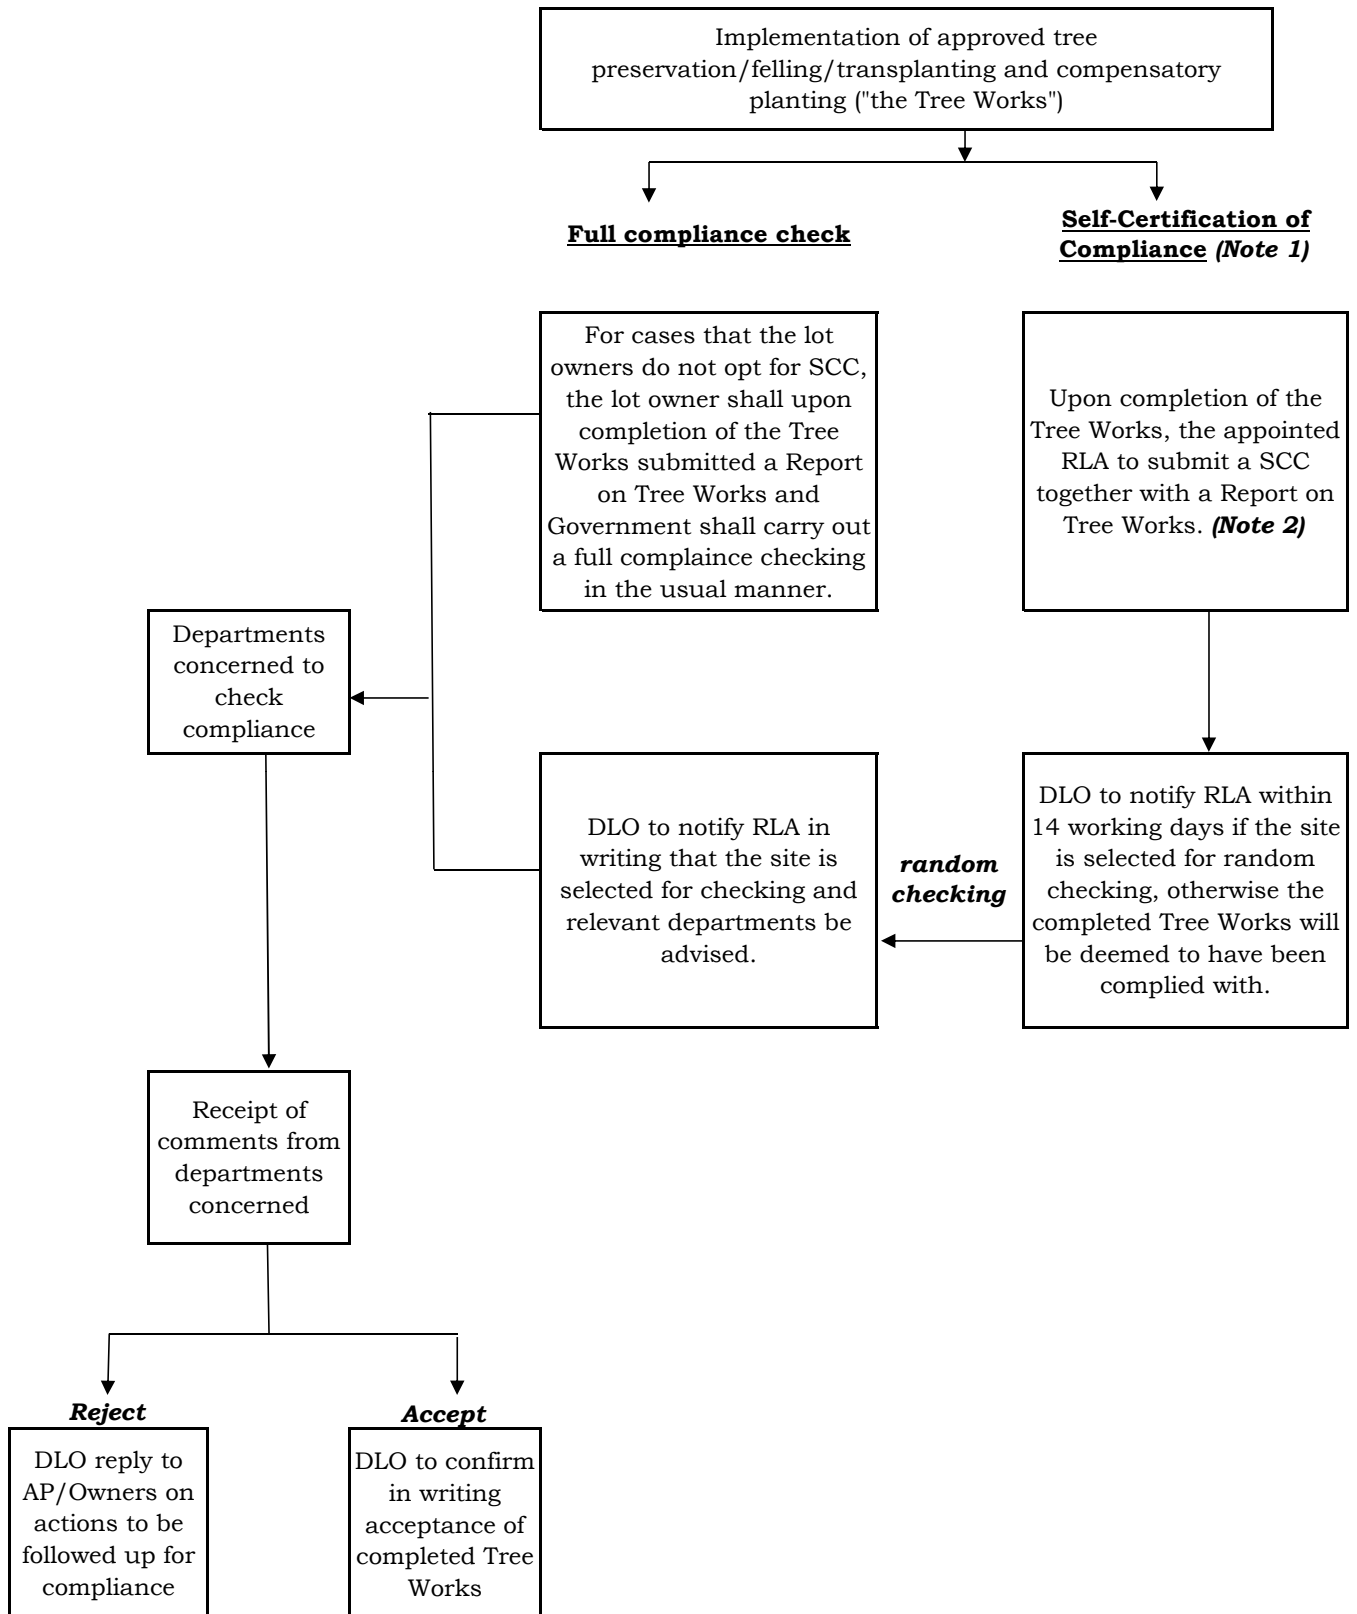 Implementation of approved tree
preservation/felling/transplanting and compensatory
planting ("the Tree Works")
Full compliance check
Self-Certification of
Compliance (Note 1)
For cases that the lot
owners do not opt for SCC,
the lot owner shall upon
completion of the Tree
Works submitted a Report
on Tree Works and
Government shall carry out
a full complaince checking
in the usual manner.
Upon completion of the
Tree Works, the appointed
RLA to submit a SCC
together with a Report on
Tree Works. (Note 2)
Departments
concerned to
check
compliance
DLO to notify RLA in
writing that the site is
selected for checking and
relevant departments be
advised.
random
checking
DLO to notify RLA within
14 working days if the site
is selected for random
checking, otherwise the
completed Tree Works will
be deemed to have been
complied with.
Receipt of
comments from
departments
concerned
Reject
Accept
DLO reply to
AP/Owners on
actions to be
followed up for
compliance
DLO to confirm
in writing
acceptance of
completed Tree
Works